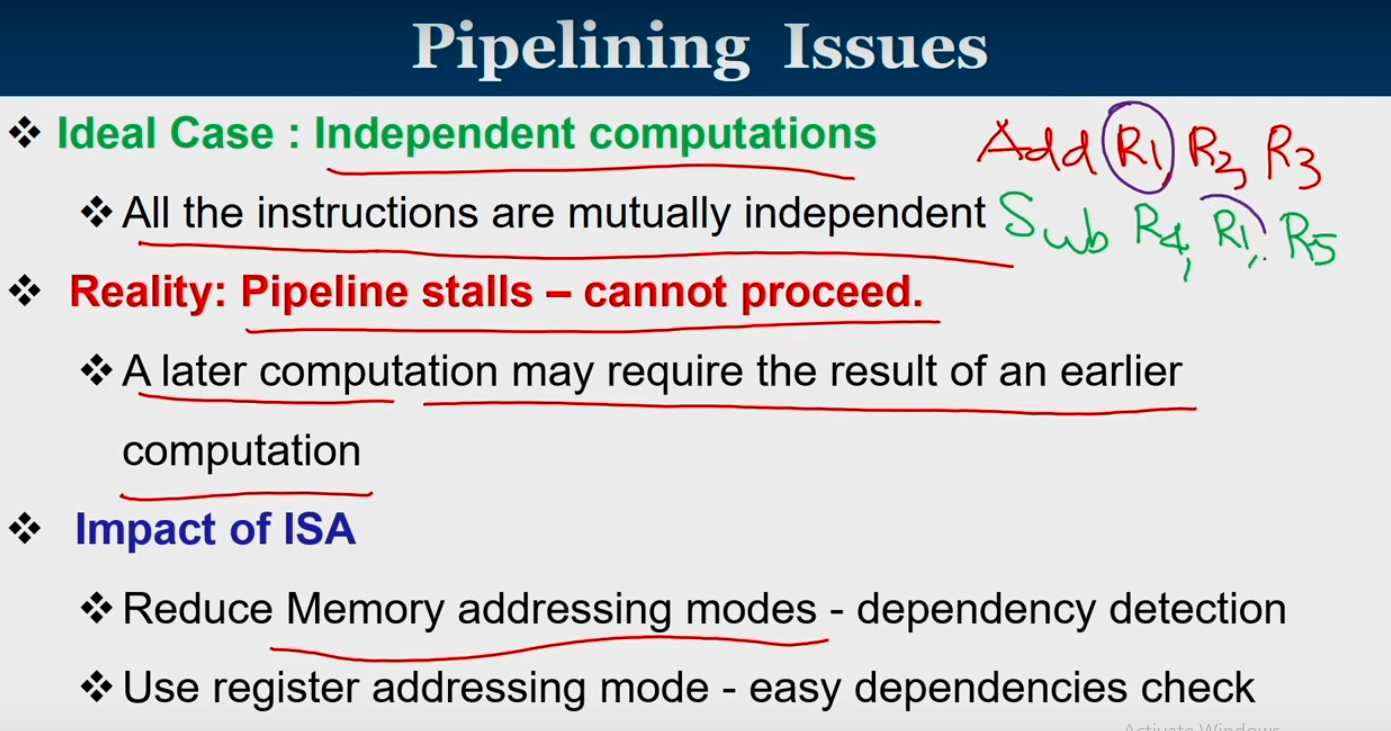 Pipelining Issues
❖ Ideal Case : Independent computations
Add R1, R2, R3
❖ All the instructions are mutually independent
Sub R4, R1, R5
❖ Reality: Pipeline stalls – cannot proceed.
❖ A later computation may require the result of an earlier
computation
❖ Impact of ISA
❖ Reduce Memory addressing modes - dependency detection
❖ Use register addressing mode - easy dependencies check
Activate Windows